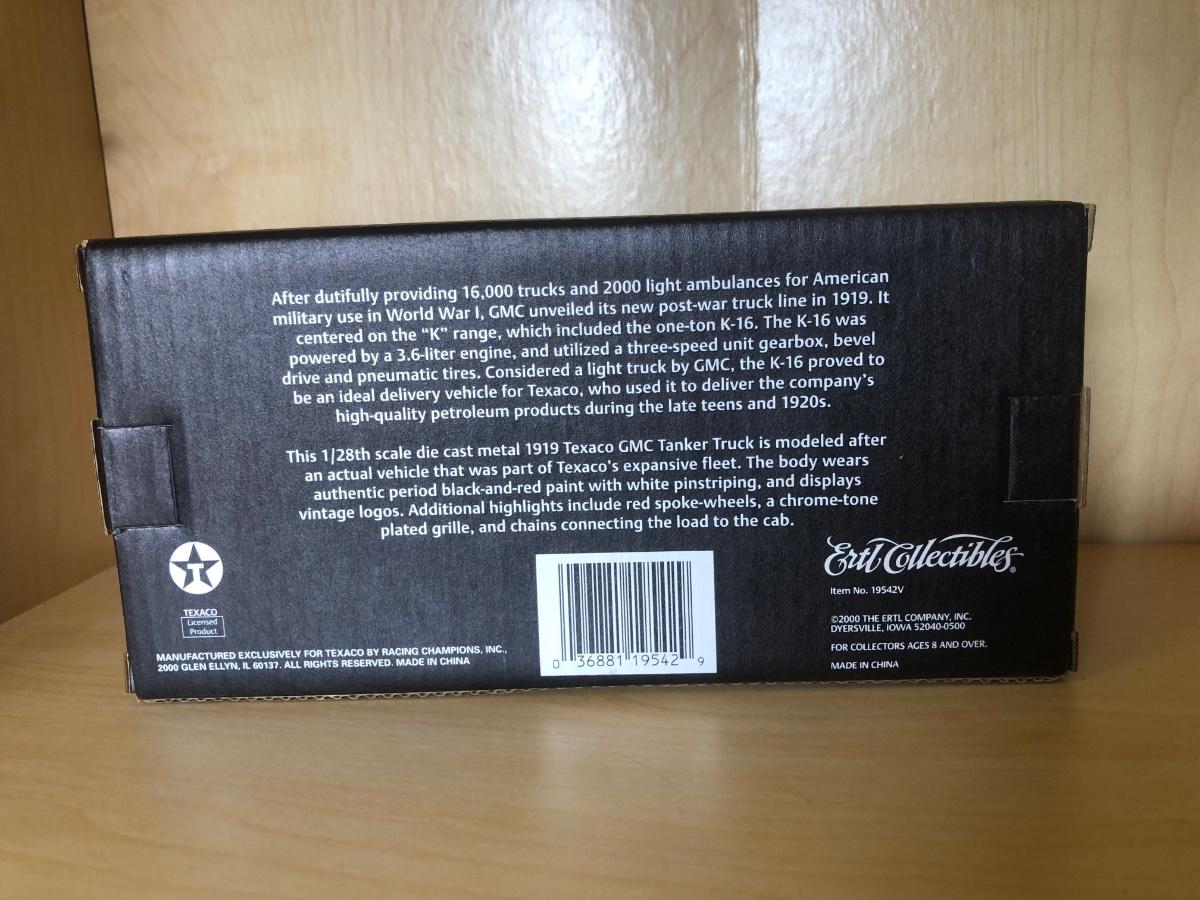 After dutifully providing 16,000 trucks and 2000 light ambulances for American
military use in World War I, GMC unveiled its new post-war truck line in 1919. It
centered on the “K” range, which included the one-ton K-16. The K-16 was
powered by a 3.6-liter engine, and utilized a three-speed unit gearbox, bevel
drive and pneumatic tires. Considered a light truck by GMC, the K-16 proved to
be an ideal delivery vehicle for Texaco, who used it to deliver the company’s
high-quality petroleum products during the late teens and 1920s.
This 1/28th scale die cast metal 1919 Texaco GMC Tanker Truck is modeled after
an actual vehicle that was part of Texaco’s expansive fleet. The body wears
authentic period black-and-red paint with white pinstriping, and displays
vintage logos. Additional highlights include red spoke-wheels, a chrome-tone
plated grille, and chains connecting the load to the cab.
T
TEXACO
Licensed
Product
MANUFACTURED EXCLUSIVELY FOR TEXACO BY RACING CHAMPIONS, INC.,
2000 GLEN ELLYN, IL 60137. ALL RIGHTS RESERVED. MADE IN CHINA
0 36881 19542 9
Ertl Collectibles®
Item No. 19542V
©2000 THE ERTL COMPANY, INC.
DYERSVILLE, IOWA 52040-0500
FOR COLLECTORS AGES 8 AND OVER.
MADE IN CHINA